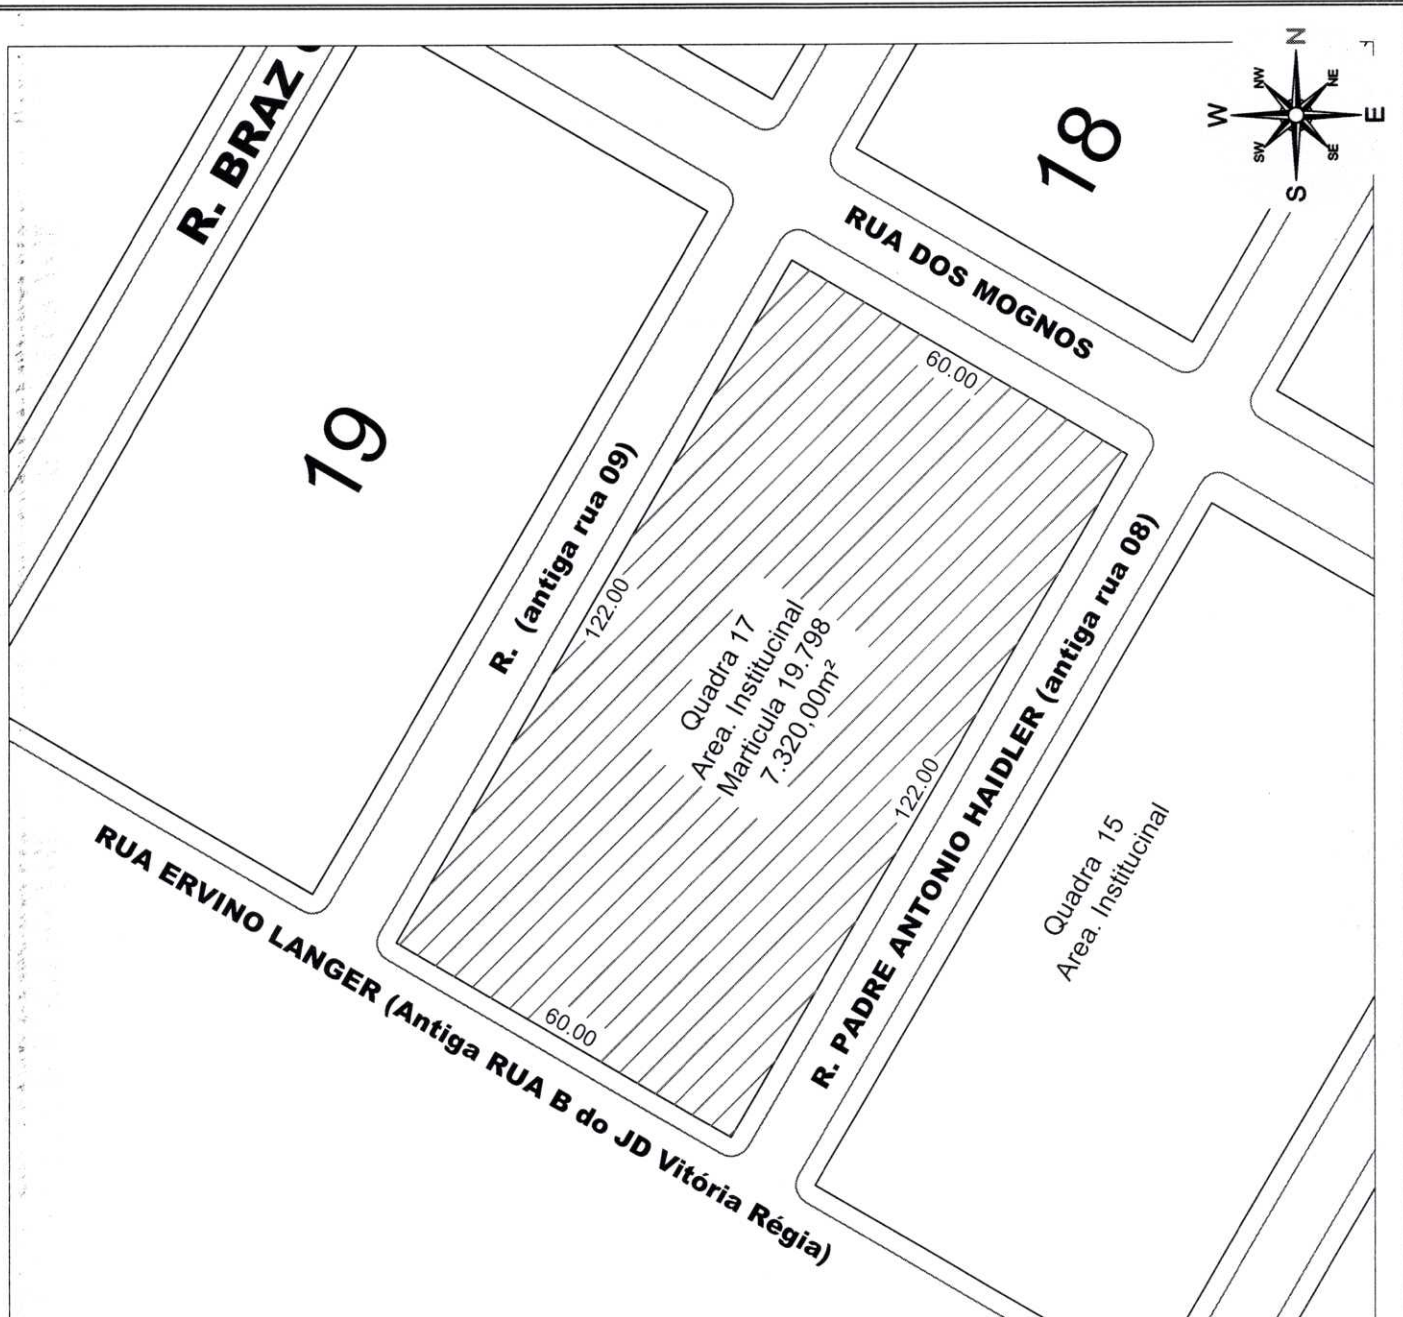 R. BRAZ
N
NW
NE
W
E
SW
SE
S
18
RUA DOS MOGNOS
60.00
19
R. (antiga rua 09)
122.00
Quadra 17
Area. Institucinal
Marticula 19.798
7.320,00m²
122.00
R. PADRE ANTONIO HAIDLER (antiga rua 08)
Quadra 15
Area. Institucinal
60.00
RUA ERVINO LANGER (Antiga RUA B do JD Vitória Régia)